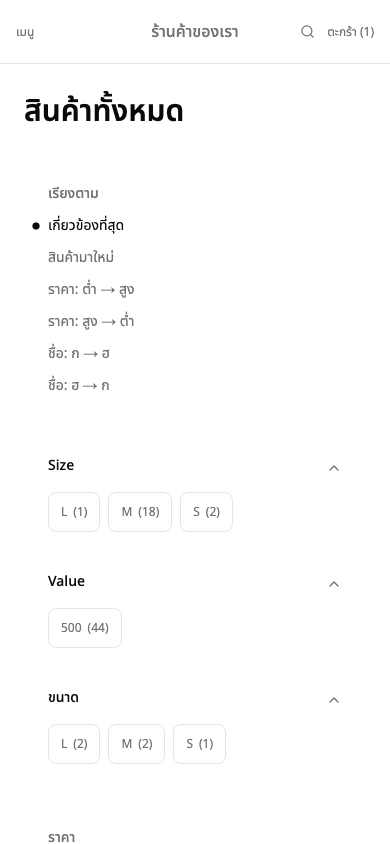 เมนู
ร้านค้าของเรา
ตะกร้า (1)
สินค้าทั้งหมด
เรียงตาม
เกี่ยวข้องที่สุด
สินค้ามาใหม่
ราคา: ต่ำ → สูง
ราคา: สูง → ต่ำ
ชื่อ: ก → ฮ
ชื่อ: ฮ → ก
Size
L (1) M (18) S (2)
Value
500 (44)
ขนาด
L (2) M (2) S (1)
ราคา